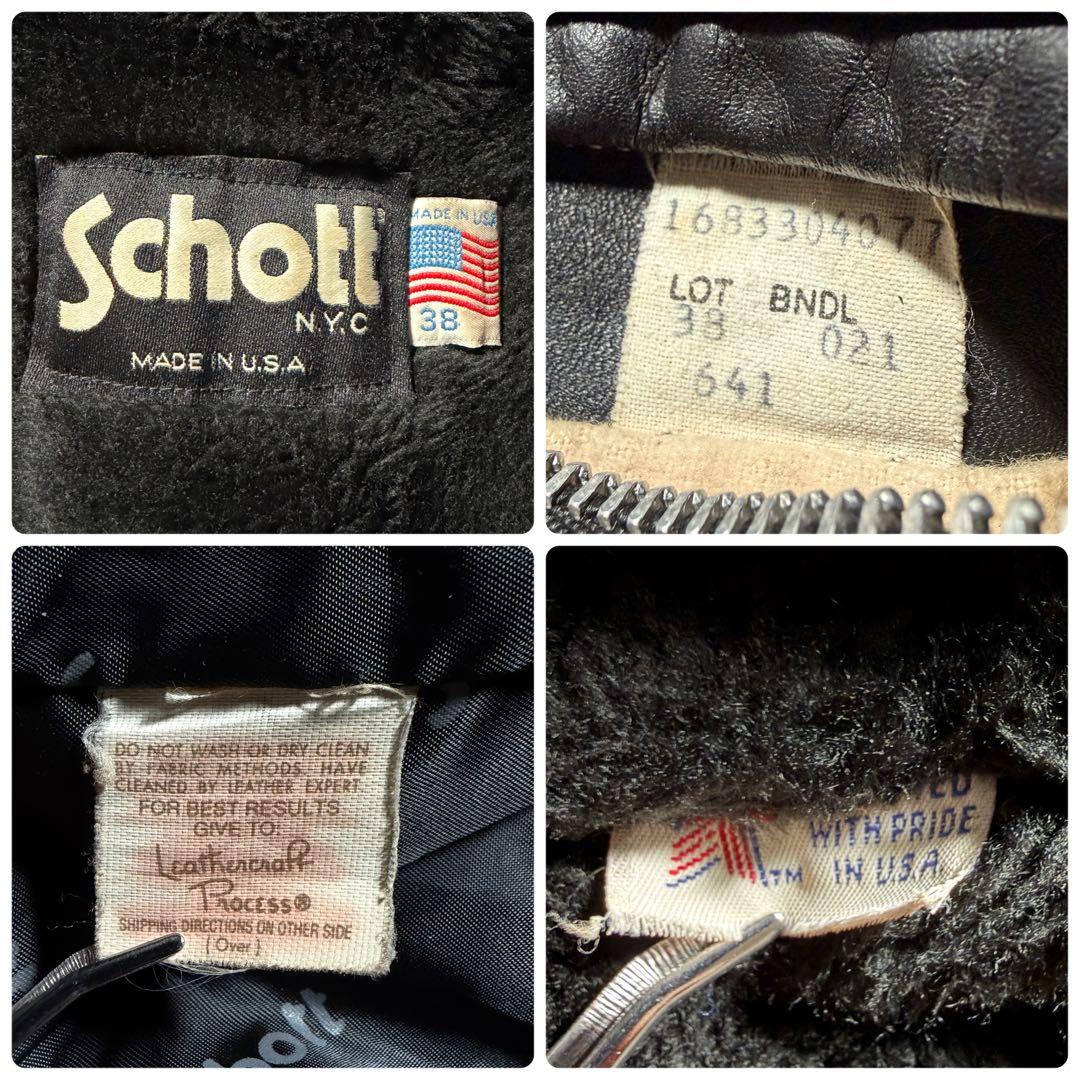 Schott
N.Y.C
MADE IN U.S.A
MADE IN USA
38
LOT BNDL
38 021
641
DO NOT WASH OR DRY CLEAN
BY FABRIC METHODS. HAVE
CLEANED BY LEATHER EXPERT.
FOR BEST RESULTS
GIVE TO:
Leathercraft
Process®
SHIPPING DIRECTIONS ON OTHER SIDE
(Over)
WITH PRIDE
TM IN U.S.A.